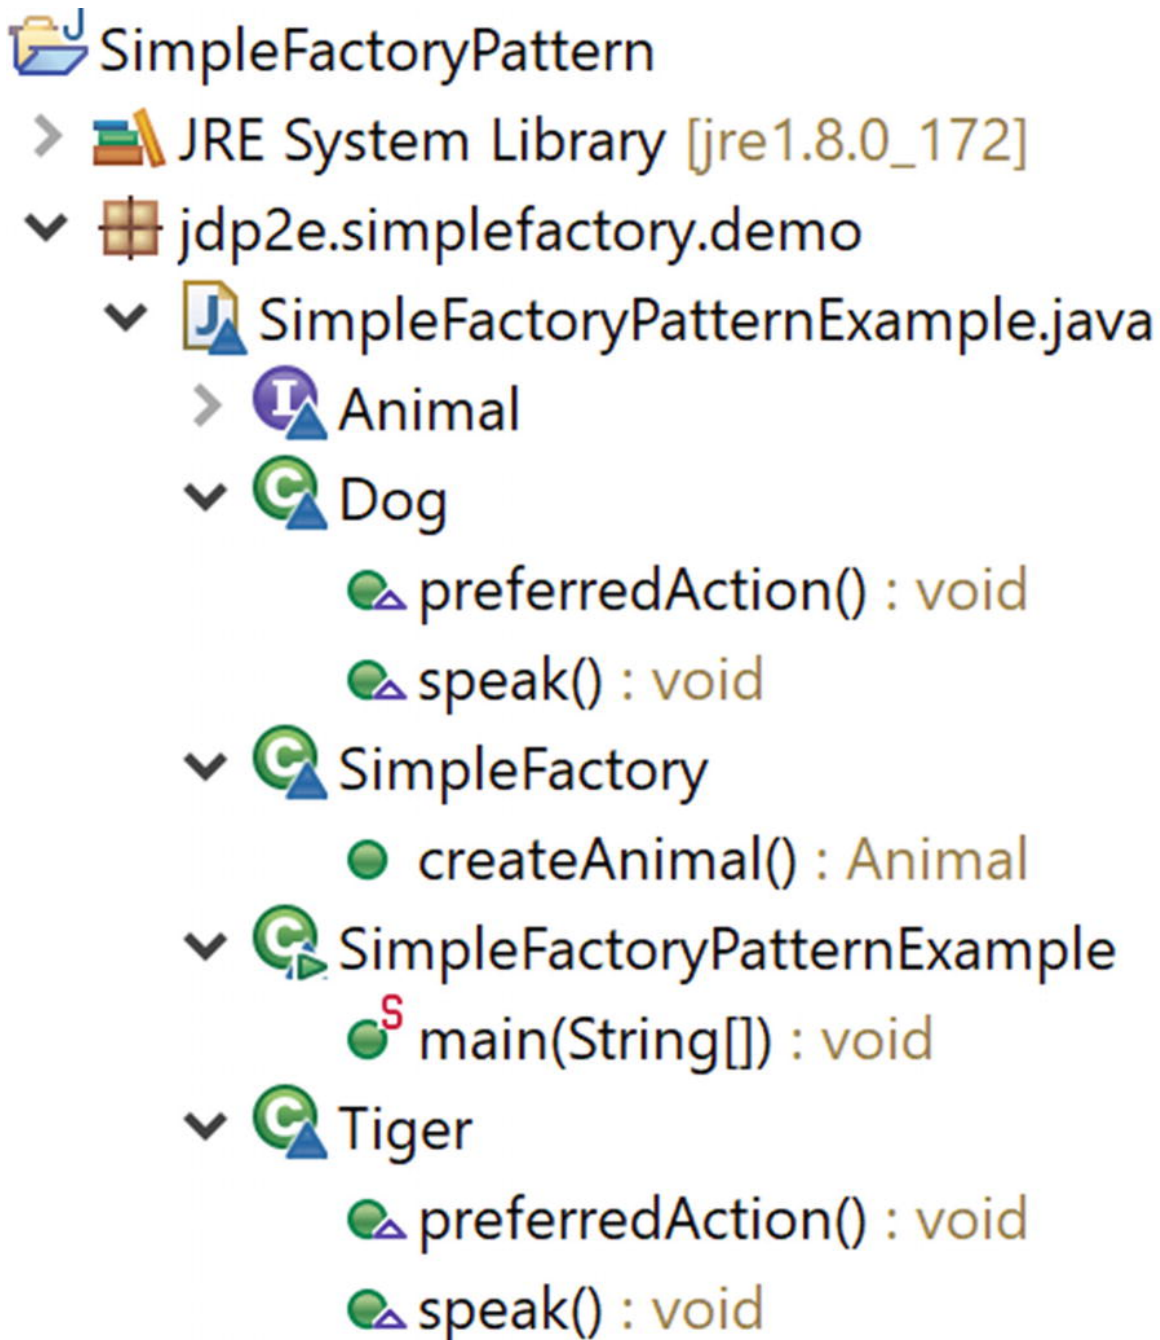 SimpleFactoryPattern
JRE System Library [jre1.8.0_172]
jdp2e.simplefactory.demo
SimpleFactoryPatternExample.java
Animal
Dog
preferredAction() : void
speak() : void
SimpleFactory
createAnimal() : Animal
SimpleFactoryPatternExample
main(String[]) : void
Tiger
preferredAction() : void
speak() : void